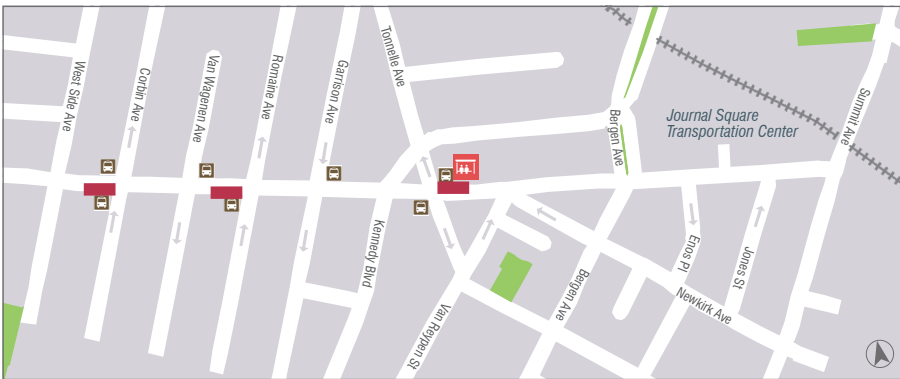 West Side Ave
Corbin Ave
Van Wagenen Ave
Romaine Ave
Garrison Ave
Tonnelle Ave
Bergen Ave
Journal Square
Transportation Center
Summit Ave
Kennedy Blvd
Van Reypen St
Bergen Ave
Enos Pl
Newkirk Ave
Jones St